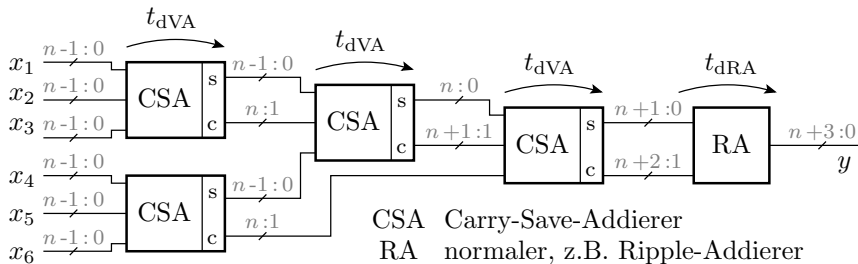 t_dVA
t_dVA
t_dVA
t_dRA
x_1 n-1:0
x_2 n-1:0
x_3 n-1:0
CSA s c
n-1:0
n:1
CSA s c
n:0
n+1:1
CSA s c
n+1:0
n+2:1
RA
n+3:0
y
x_4 n-1:0
x_5 n-1:0
x_6 n-1:0
CSA s c
n-1:0
n:1
CSA Carry-Save-Addierer
RA normaler, z.B. Ripple-Addierer